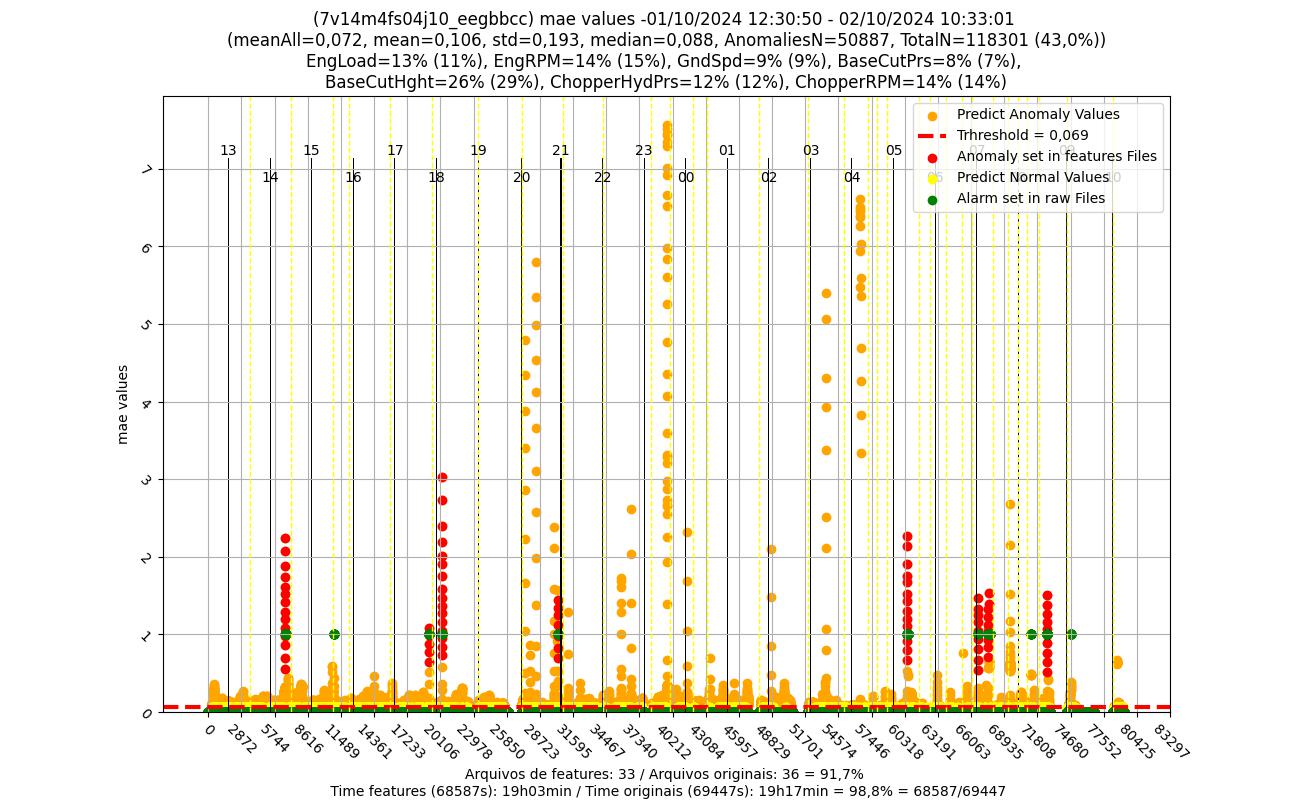 (7v14m4fs04j10_eegbbcc) mae values -01/10/2024 12:30:50 - 02/10/2024 10:33:01
(meanAll=0,072, mean=0,106, std=0,193, median=0,088, AnomaliesN=50887, TotalN=118301 (43,0%))
EngLoad=13% (11%), EngRPM=14% (15%), GndSpd=9% (9%), BaseCutPrs=8% (7%),
BaseCutHght=26% (29%), ChopperHydPrs=12% (12%), ChopperRPM=14% (14%)
Predict Anomaly Values
Trhreshold = 0,069
Anomaly set in features Files
Predict Normal Values
Alarm set in raw Files
13 15 17 19 21 23 01 03 05 07 09
14 16 18 20 22 00 02 04 06 10
mae values
7
6
5
4
3
2
1
0
0 2872 5744 8616 11489 14361 17233 20106 22978 25850 28723 31595 34467 37340 40212 43084 45957 48829 51701 54574 57446 60318 63191 66063 68935 71808 74680 77552 80425 83297
Arquivos de features: 33 / Arquivos originais: 36 = 91,7%
Time features (68587s): 19h03min / Time originais (69447s): 19h17min = 98,8% = 68587/69447